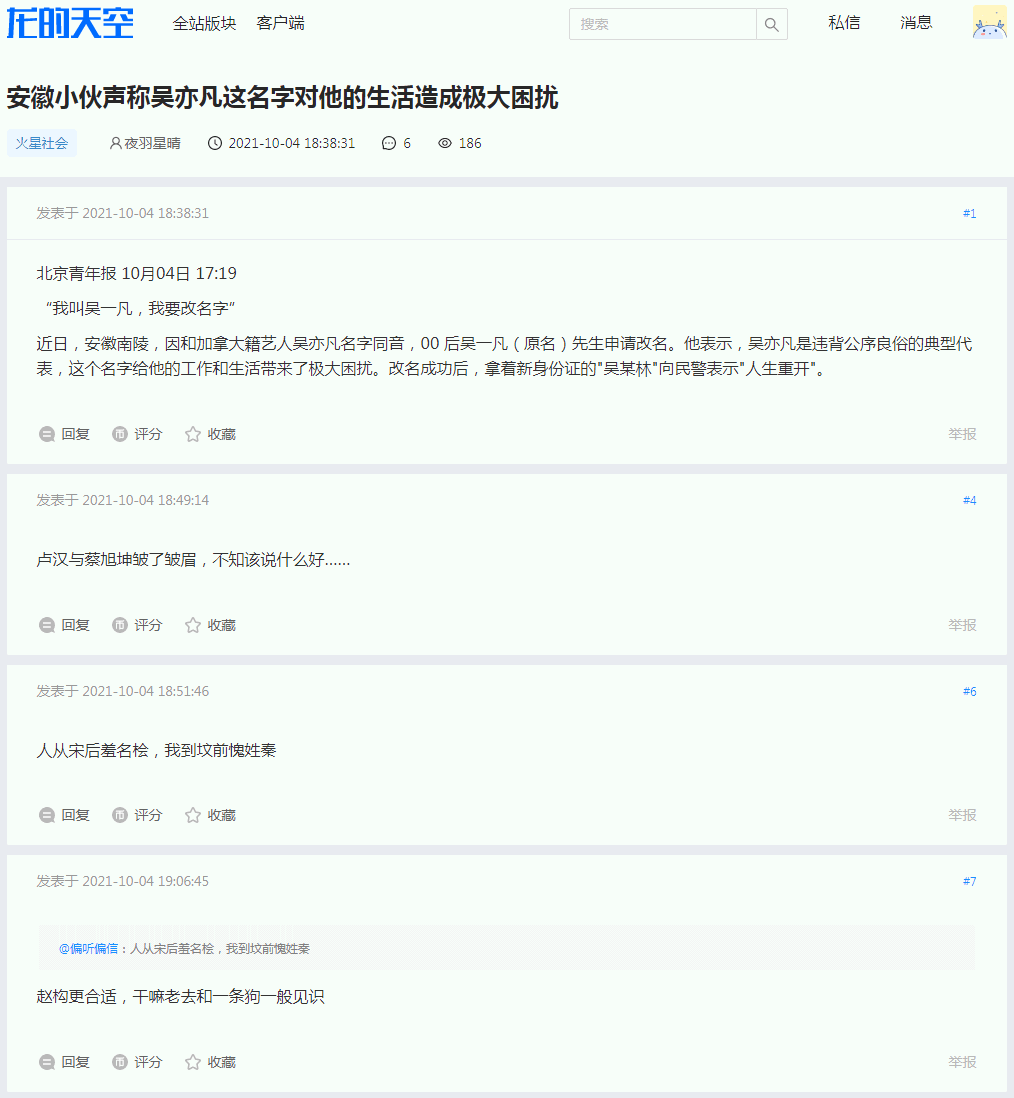 龙的天空 全站版块 客户端 搜索 私信 消息
安徽小伙声称吴亦凡这名字对他的生活造成极大困扰
火星社会 夜羽星晴 2021-10-04 18:38:31 6 186
发表于 2021-10-04 18:38:31 #1
北京青年报 10月04日 17:19
“我叫吴一凡，我要改名字”
近日，安徽南陵，因和加拿大籍艺人吴亦凡名字同音，00 后吴一凡（原名）先生申请改名。他表示，吴亦凡是违背公序良俗的典型代
表，这个名字给他的工作和生活带来了极大困扰。改名成功后，拿着新身份证的"吴某林"向民警表示"人生重开"。
回复 评分 收藏 举报
发表于 2021-10-04 18:49:14 #4
卢汉与蔡旭坤皱了皱眉，不知该说什么好……
回复 评分 收藏 举报
发表于 2021-10-04 18:51:46 #6
人从宋后羞名桧，我到坟前愧姓秦
回复 评分 收藏 举报
发表于 2021-10-04 19:06:45 #7
@偏听偏信：人从宋后羞名桧，我到坟前愧姓秦
赵构更合适，干嘛老去和一条狗一般见识
回复 评分 收藏 举报